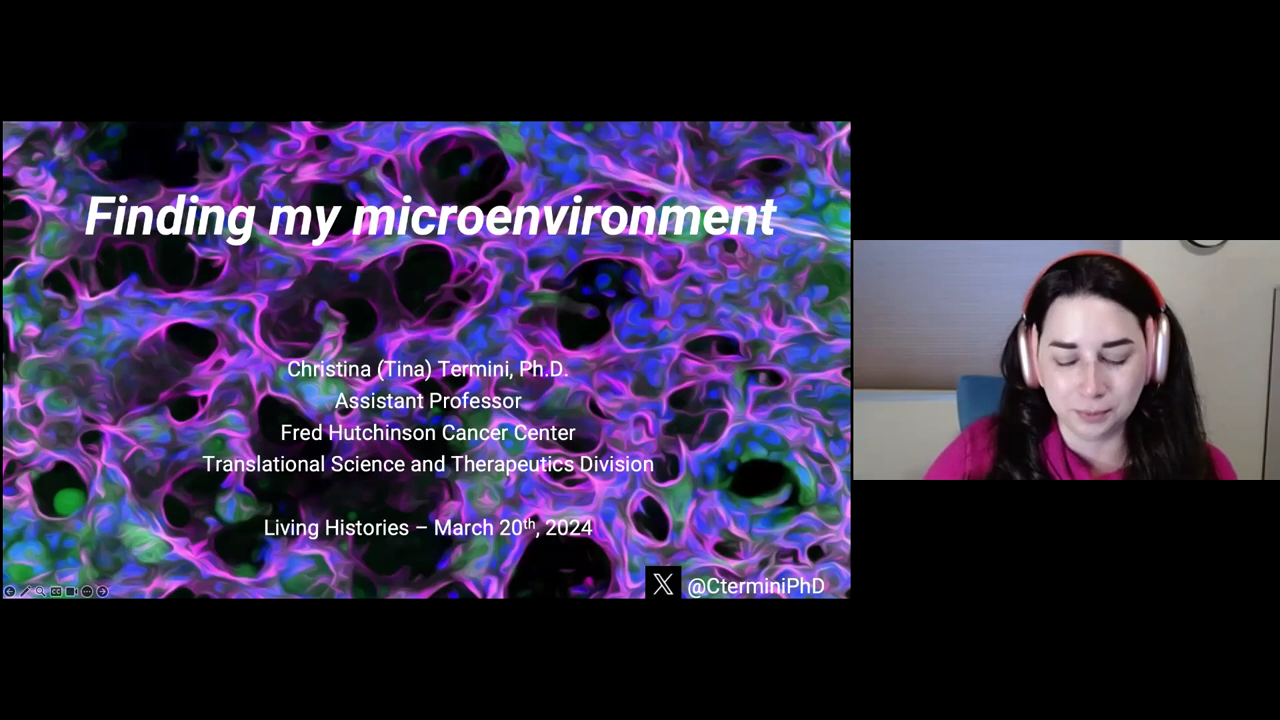 Finding my microenvironment
Christina (Tina) Termini, Ph.D.
Assistant Professor
Fred Hutchinson Cancer Center
Translational Science and Therapeutics Division
Living Histories – March 20th, 2024
X @CterminiPhD